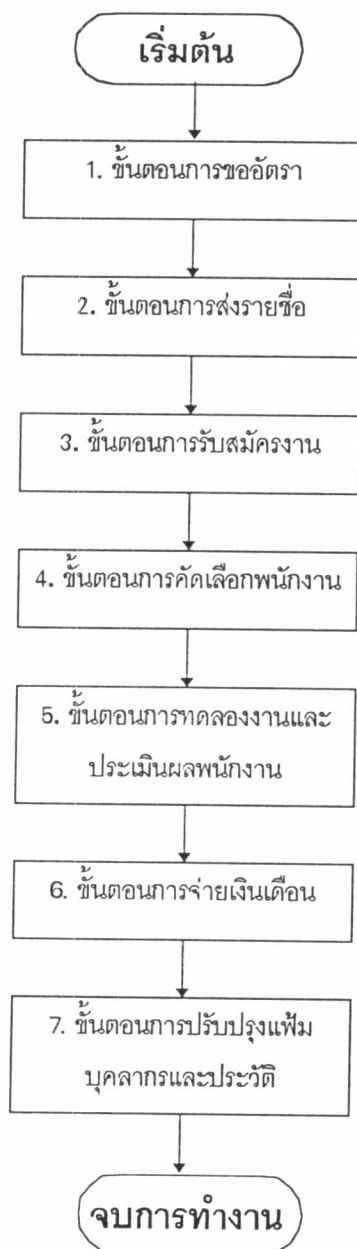 เริ่มต้น
1. ขั้นตอนการขออัตรา
2. ขั้นตอนการส่งรายชื่อ
3. ขั้นตอนการรับสมัครงาน
4. ขั้นตอนการคัดเลือกพนักงาน
5. ขั้นตอนการทดลองงานและ
ประเมินผลพนักงาน
6. ขั้นตอนการจ่ายเงินเดือน
7. ขั้นตอนการปรับปรุงแฟ้ม
บุคลากรและประวัติ
จบการทำงาน